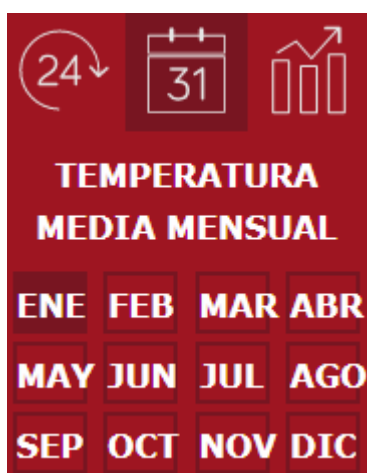 24 31
TEMPERATURA
MEDIA MENSUAL
ENE FEB MAR ABR
MAY JUN JUL AGO
SEP OCT NOV DIC